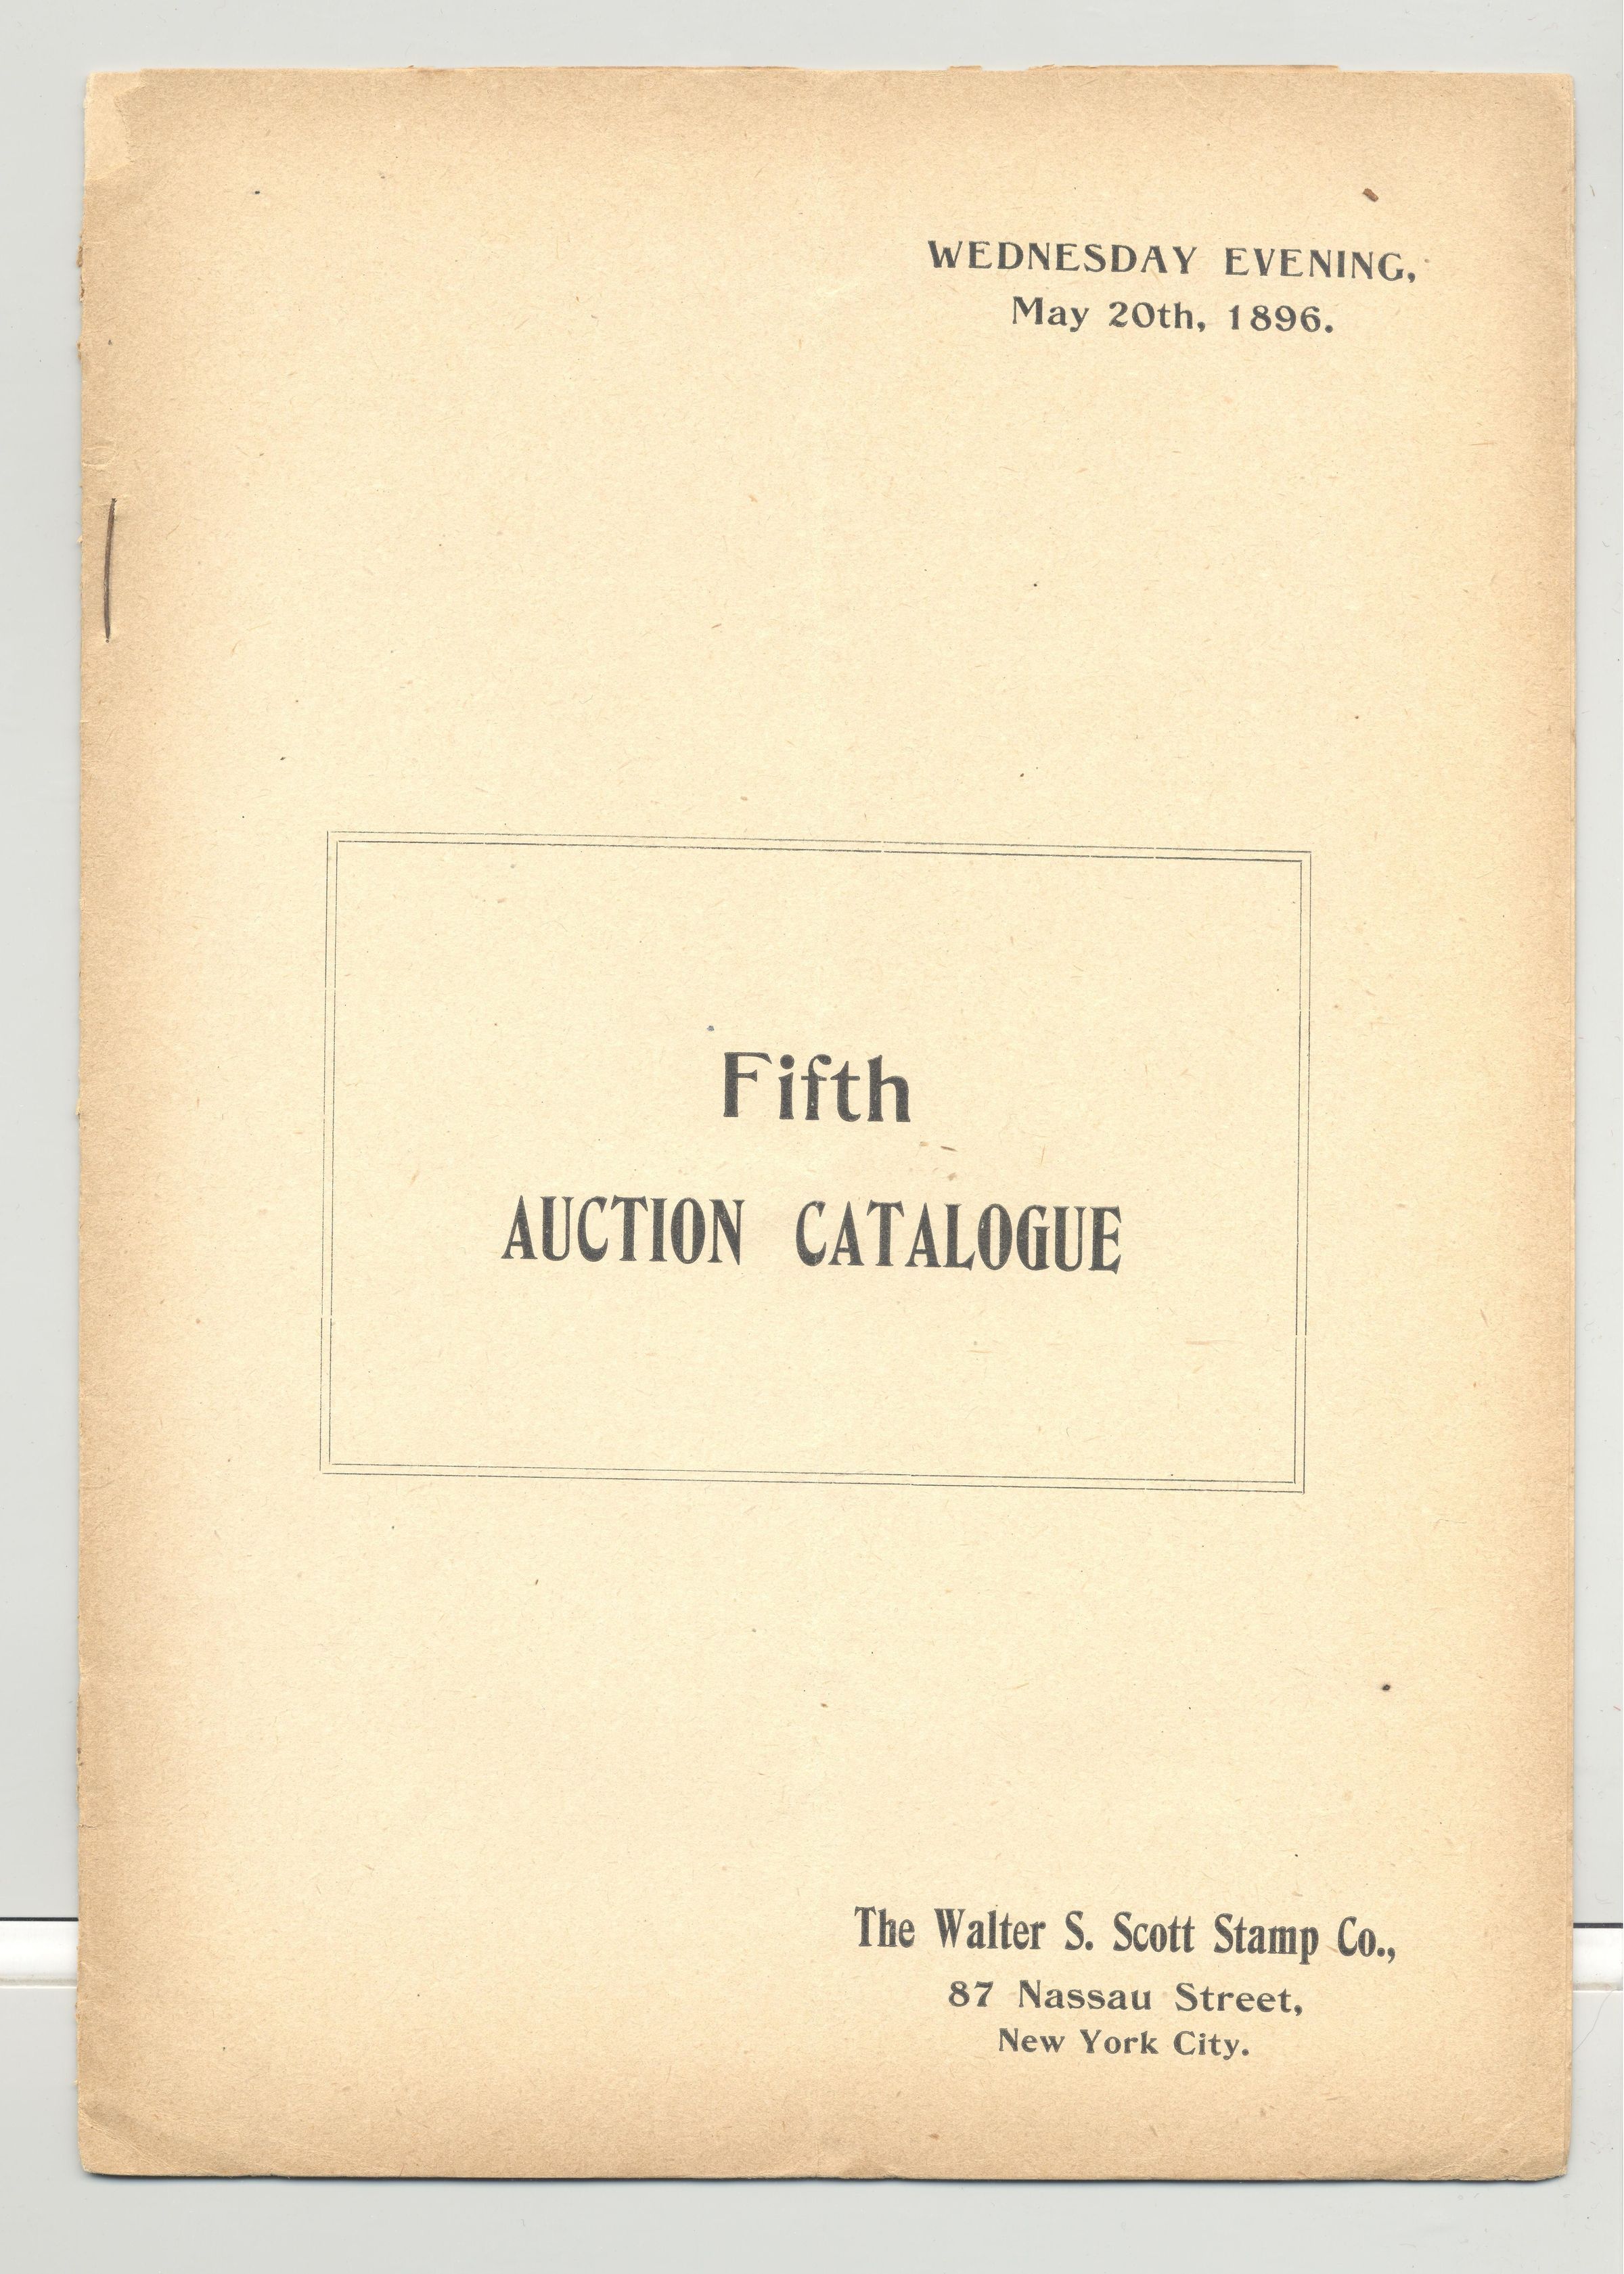 WEDNESDAY EVENING,
May 20th, 1896.
Fifth
AUCTION CATALOGUE
The Walter S. Scott Stamp Co.,
87 Nassau Street,
New York City.